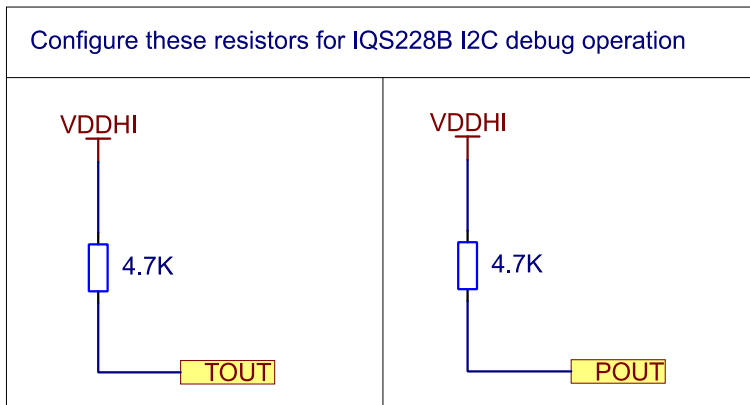 Configure these resistors for IQS228B I2C debug operation
VDDHI
4.7K
TOUT
VDDHI
4.7K
POUT